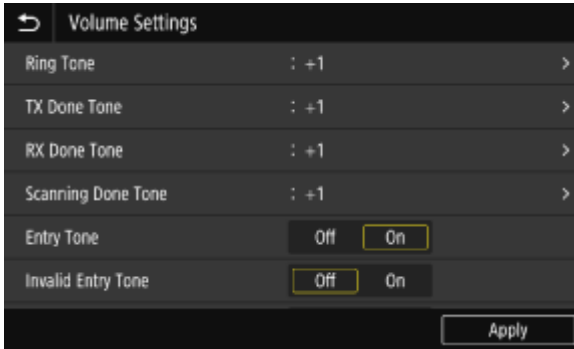 Volume Settings
Ring Tone : +1 >
TX Done Tone : +1 >
RX Done Tone : +1 >
Scanning Done Tone : +1 >
Entry Tone Off On
Invalid Entry Tone Off On
Apply